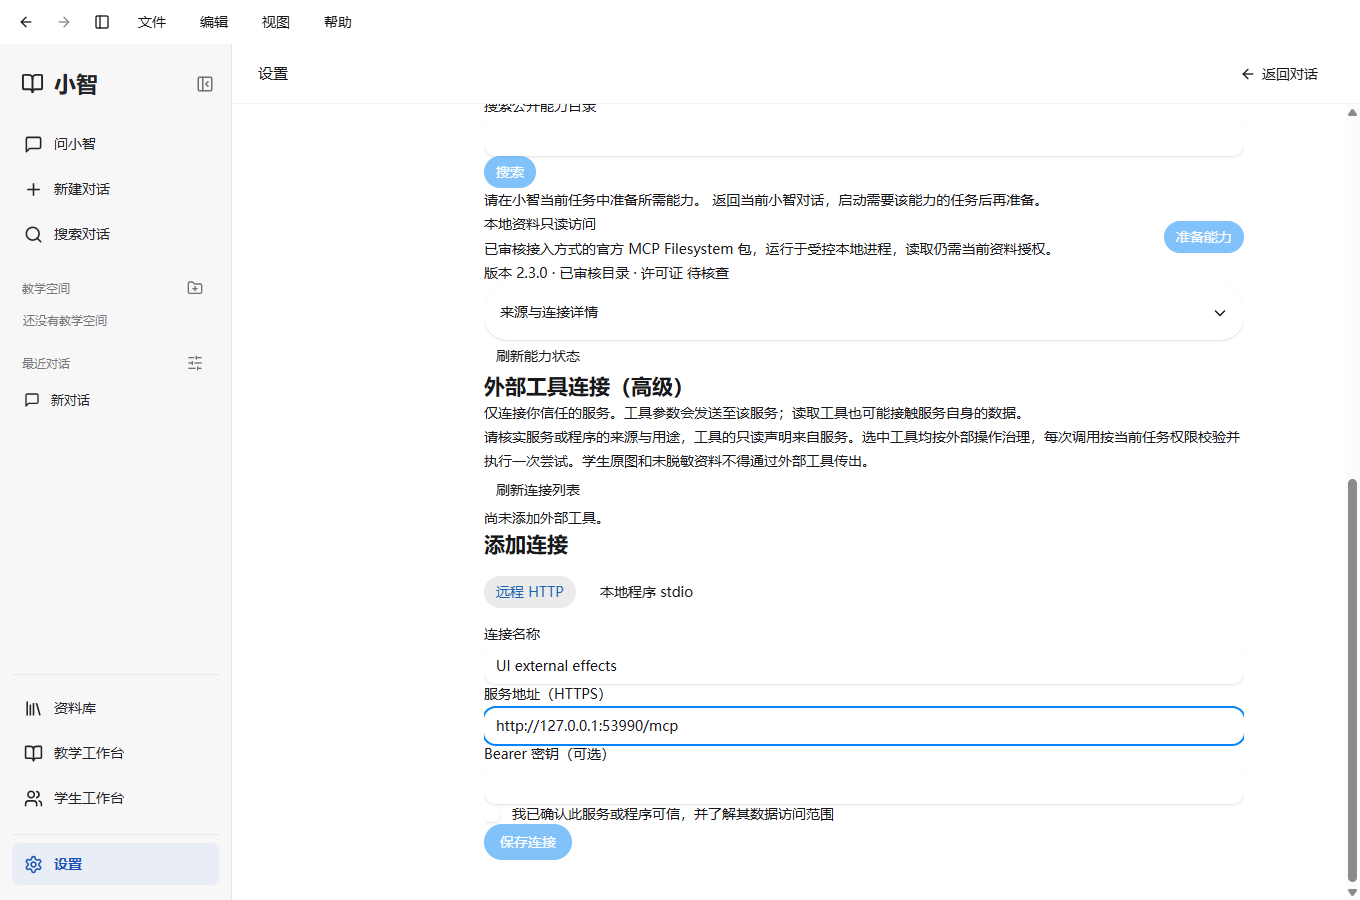 文件 编辑 视图 帮助
小智
问小智
新建对话
搜索对话
教学空间
还没有教学空间
最近对话
新对话
资料库
教学工作台
学生工作台
设置
设置
返回对话
搜索公开能力目录
搜索
请在小智当前任务中准备所需能力。 返回当前小智对话，启动需要该能力的任务后再准备。
本地资料只读访问
准备能力
已审核接入方式的官方 MCP Filesystem 包，运行于受控本地进程，读取仍需当前资料授权。
版本 2.3.0 · 已审核目录 · 许可证 待核查
来源与连接详情
刷新能力状态
外部工具连接（高级）
仅连接你信任的服务。工具参数会发送至该服务；读取工具也可能接触服务自身的数据。
请核实服务或程序的来源与用途，工具的只读声明来自服务。选中工具均按外部操作治理，每次调用按当前任务权限校验并
执行一次尝试。学生原图和未脱敏资料不得通过外部工具传出。
刷新连接列表
尚未添加外部工具。
添加连接
远程 HTTP 本地程序 stdio
连接名称
UI external effects
服务地址（HTTPS）
http://127.0.0.1:53990/mcp
Bearer 密钥（可选）
我已确认此服务或程序可信，并了解其数据访问范围
保存连接